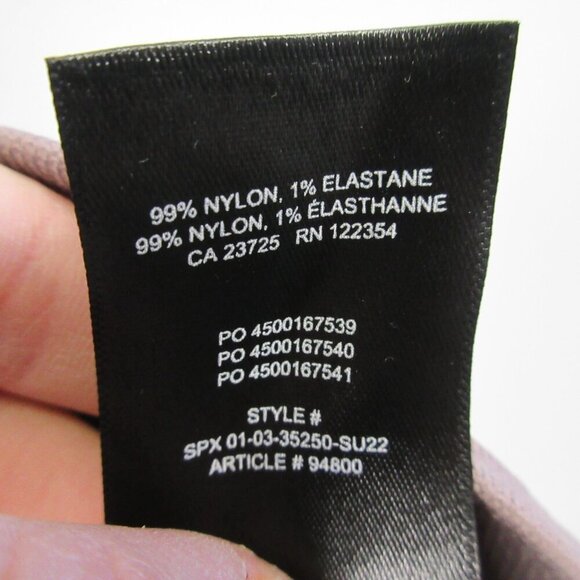 99% NYLON, 1% ELASTANE
99% NYLON, 1% ÉLASTHANNE
CA 23725 RN 122354
PO 4500167539
PO 4500167540
PO 4500167541
STYLE #
SPX 01-03-35250-SU22
ARTICLE # 94800